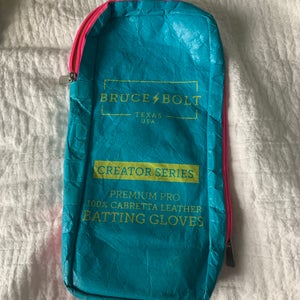 BRUCE BOLT
TEXAS
USA
CREATOR SERIES
PREMIUM PRO
100% CABRETTA LEATHER
BATTING GLOVES